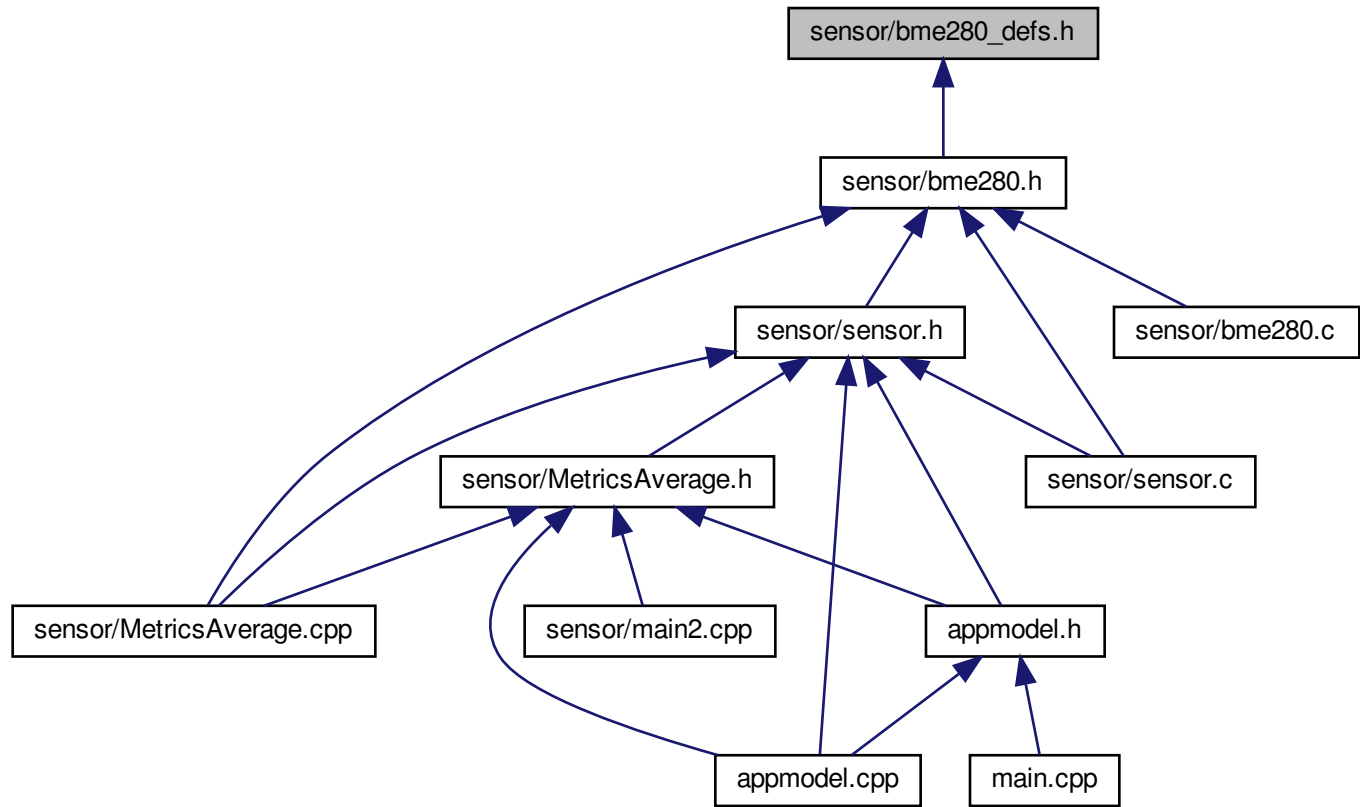 sensor/bme280_defs.h
sensor/bme280.h
sensor/sensor.h
sensor/bme280.c
sensor/MetricsAverage.h
sensor/sensor.c
sensor/MetricsAverage.cpp
sensor/main2.cpp
appmodel.h
appmodel.cpp
main.cpp